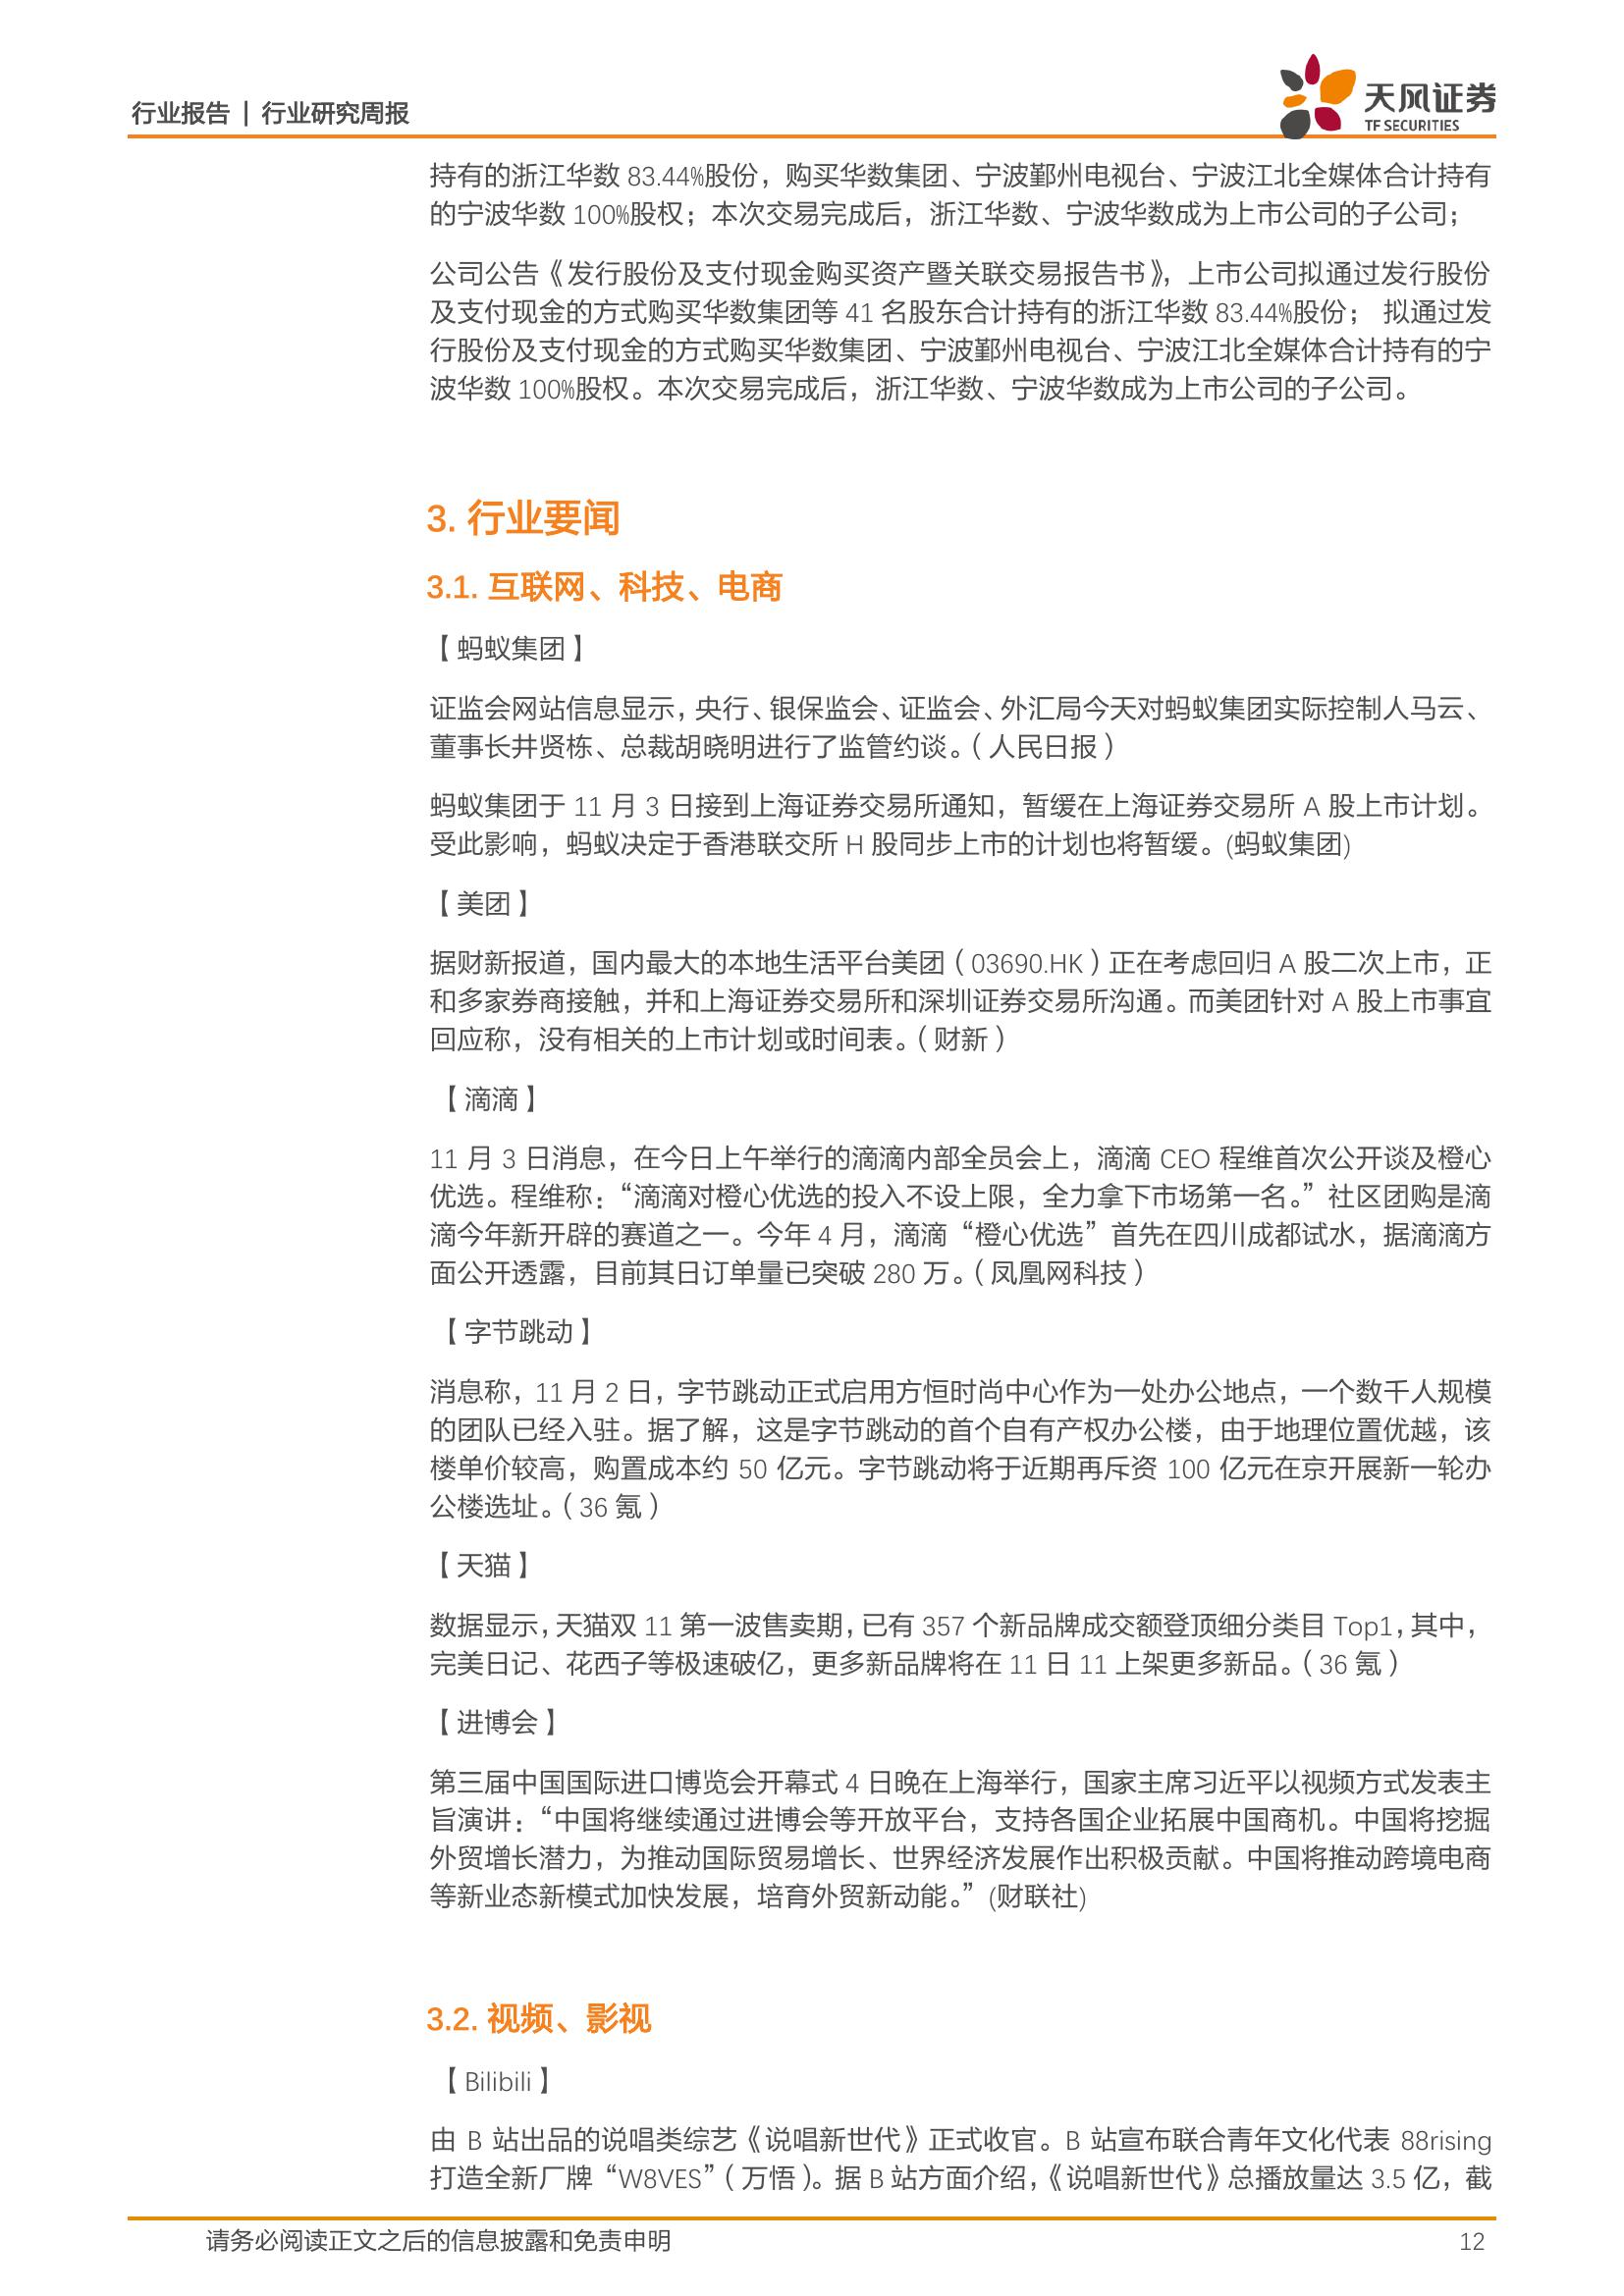 行业报告 | 行业研究周报
天风证券
TF SECURITIES
持有的浙江华数 83.44%股份，购买华数集团、宁波鄞州电视台、宁波江北全媒体合计持有
的宁波华数 100%股权；本次交易完成后，浙江华数、宁波华数成为上市公司的子公司；
公司公告《发行股份及支付现金购买资产暨关联交易报告书》，上市公司拟通过发行股份
及支付现金的方式购买华数集团等 41 名股东合计持有的浙江华数 83.44%股份； 拟通过发
行股份及支付现金的方式购买华数集团、宁波鄞州电视台、宁波江北全媒体合计持有的宁
波华数 100%股权。本次交易完成后，浙江华数、宁波华数成为上市公司的子公司。
3. 行业要闻
3.1. 互联网、科技、电商
【蚂蚁集团】
证监会网站信息显示，央行、银保监会、证监会、外汇局今天对蚂蚁集团实际控制人马云、
董事长井贤栋、总裁胡晓明进行了监管约谈。（人民日报）
蚂蚁集团于 11 月 3 日接到上海证券交易所通知，暂缓在上海证券交易所 A 股上市计划。
受此影响，蚂蚁决定于香港联交所 H 股同步上市的计划也将暂缓。(蚂蚁集团)
【美团】
据财新报道，国内最大的本地生活平台美团（03690.HK）正在考虑回归 A 股二次上市，正
和多家券商接触，并和上海证券交易所和深圳证券交易所沟通。而美团针对 A 股上市事宜
回应称，没有相关的上市计划或时间表。（财新）
【滴滴】
11 月 3 日消息，在今日上午举行的滴滴内部全员会上，滴滴 CEO 程维首次公开谈及橙心
优选。程维称：“滴滴对橙心优选的投入不设上限，全力拿下市场第一名。”社区团购是滴
滴今年新开辟的赛道之一。今年 4 月，滴滴“橙心优选”首先在四川成都试水，据滴滴方
面公开透露，目前其日订单量已突破 280 万。（凤凰网科技）
【字节跳动】
消息称，11 月 2 日，字节跳动正式启用方恒时尚中心作为一处办公地点，一个数千人规模
的团队已经入驻。据了解，这是字节跳动的首个自有产权办公楼，由于地理位置优越，该
楼单价较高，购置成本约 50 亿元。字节跳动将于近期再斥资 100 亿元在京开展新一轮办
公楼选址。（36 氪）
【天猫】
数据显示，天猫双 11 第一波售卖期，已有 357 个新品牌成交额登顶细分类目 Top1，其中，
完美日记、花西子等极速破亿，更多新品牌将在 11 日 11 上架更多新品。（36 氪）
【进博会】
第三届中国国际进口博览会开幕式 4 日晚在上海举行，国家主席习近平以视频方式发表主
旨演讲：“中国将继续通过进博会等开放平台，支持各国企业拓展中国商机。中国将挖掘
外贸增长潜力，为推动国际贸易增长、世界经济发展作出积极贡献。中国将推动跨境电商
等新业态新模式加快发展，培育外贸新动能。”(财联社)
3.2. 视频、影视
【Bilibili】
由 B 站出品的说唱类综艺《说唱新世代》正式收官。B 站宣布联合青年文化代表 88rising
打造全新厂牌“W8VES”（万悟）。据 B 站方面介绍，《说唱新世代》总播放量达 3.5 亿，截
请务必阅读正文之后的信息披露和免责申明
12